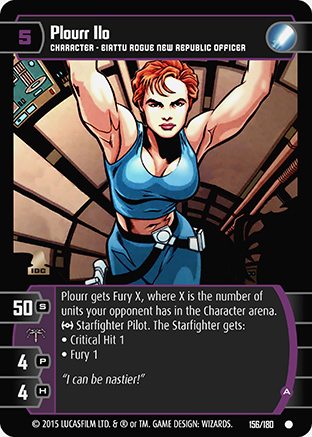 5
Plourr Ilo
CHARACTER - EIATTU ROGUE NEW REPUBLIC OFFICER
IDC
50 S
Plourr gets Fury X, where X is the number of
units your opponent has in the Character arena.
Starfighter Pilot. The Starfighter gets:
4 P
• Critical Hit 1
• Fury 1
4 H
"I can be nastier!"
A
© 2015 LUCASFILM LTD. & ® or TM. GAME DESIGN: WIZARDS. 156/180